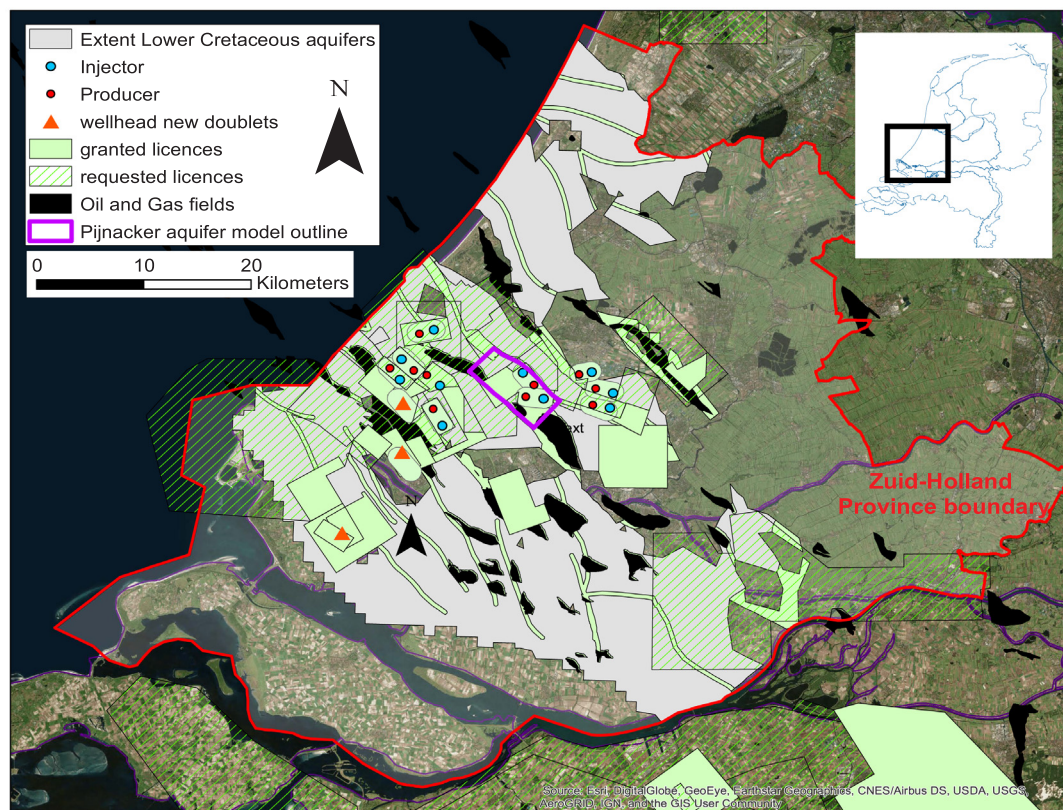 Extent Lower Cretaceous aquifers
Injector
Producer
wellhead new doublets
granted licences
requested licences
Oil and Gas fields
Pijnacker aquifer model outline
N
0 10 20
Kilometers
ext
N
Zuid-Holland
Province boundary
Source: Esri, DigitalGlobe, GeoEye, Earthstar Geographics, CNES/Airbus DS, USDA, USGS,
AeroGRID, IGN, and the GIS User Community